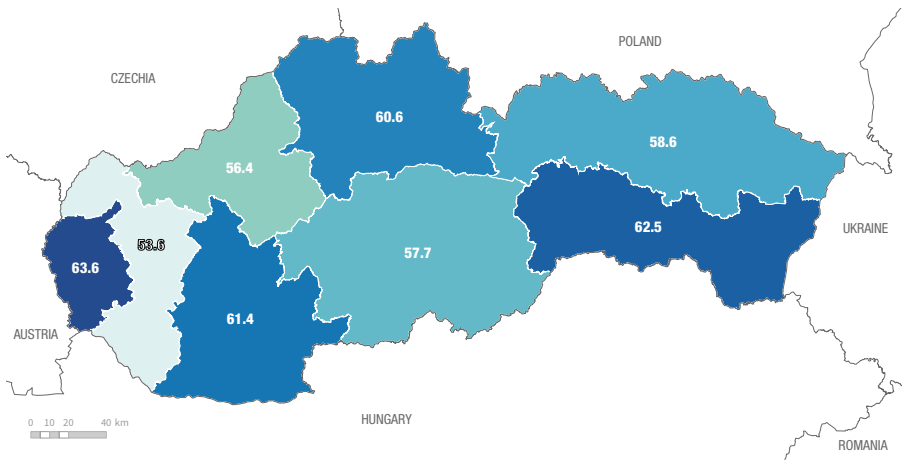 POLAND
CZECHIA
60.6
58.6
56.4
UKRAINE
62.5
53.6
57.7
63.6
61.4
AUSTRIA
HUNGARY
0 10 20 40 km
ROMANIA